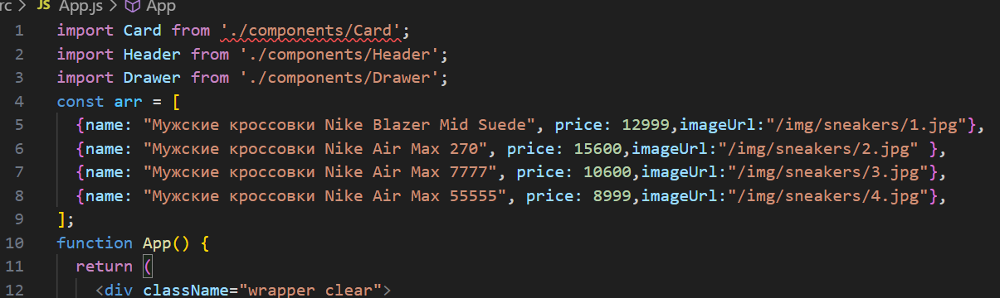 rc > JS App.js > App
1 import Card from './components/Card';
2 import Header from './components/Header';
3 import Drawer from './components/Drawer';
4 const arr = [
5 {name: "Мужские кроссовки Nike Blazer Mid Suede", price: 12999,imageUrl:"/img/sneakers/1.jpg"},
6 {name: "Мужские кроссовки Nike Air Max 270", price: 15600,imageUrl:"/img/sneakers/2.jpg" },
7 {name: "Мужские кроссовки Nike Air Max 7777", price: 10600,imageUrl:"/img/sneakers/3.jpg"},
8 {name: "Мужские кроссовки Nike Air Max 55555", price: 8999,imageUrl:"/img/sneakers/4.jpg"},
9 ];
10 function App() {
11 return (
12 <div className="wrapper clear">